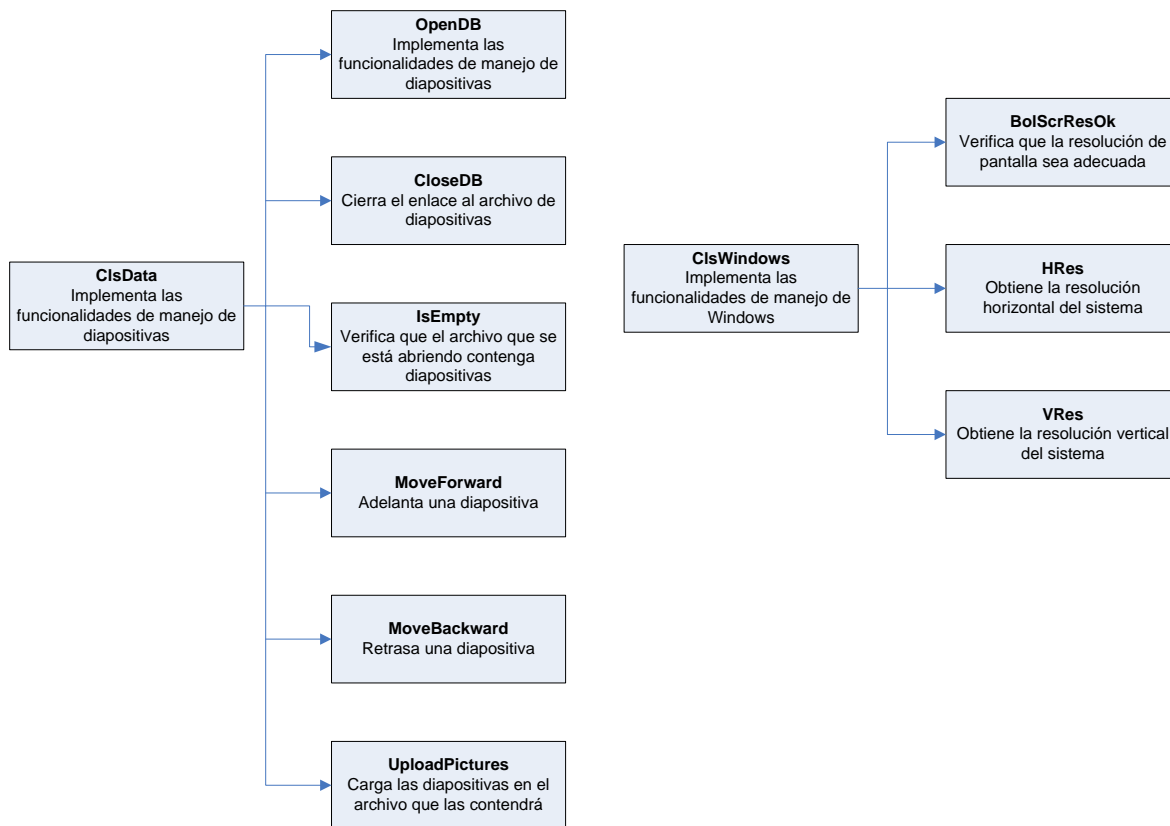 OpenDB
Implementa las
funcionalidades de manejo de
diapositivas
CloseDB
Cierra el enlace al archivo de
diapositivas
ClsData
Implementa las
funcionalidades de manejo de
diapositivas
IsEmpty
Verifica que el archivo que se
está abriendo contenga
diapositivas
MoveForward
Adelanta una diapositiva
MoveBackward
Retrasa una diapositiva
UploadPictures
Carga las diapositivas en el
archivo que las contendrá
BolScrResOk
Verifica que la resolución de
pantalla sea adecuada
ClsWindows
Implementa las
funcionalidades de manejo de
Windows
HRes
Obtiene la resolución
horizontal del sistema
VRes
Obtiene la resolución vertical
del sistema